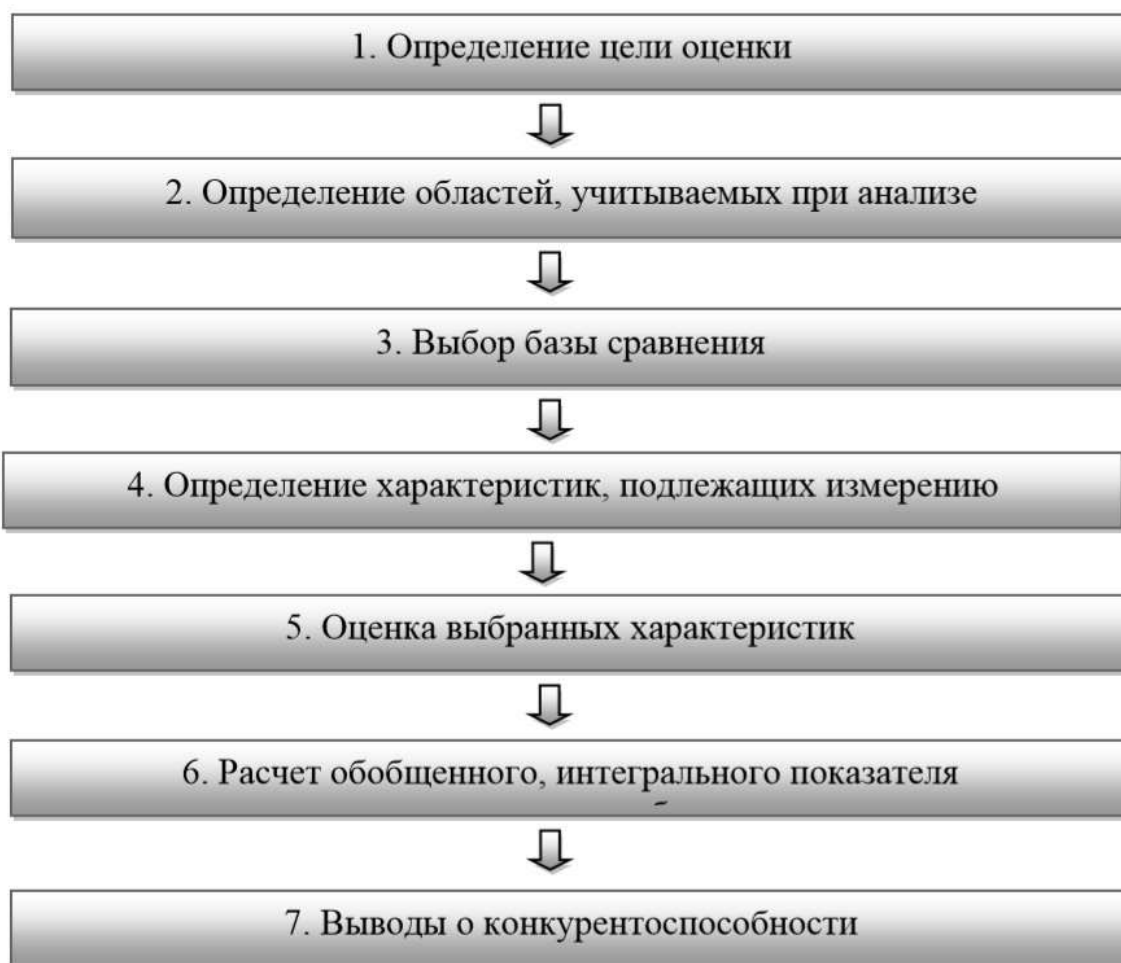 1. Определение цели оценки
2. Определение областей, учитываемых при анализе
3. Выбор базы сравнения
4. Определение характеристик, подлежащих измерению
5. Оценка выбранных характеристик
6. Расчет обобщенного, интегрального показателя
7. Выводы о конкурентоспособности